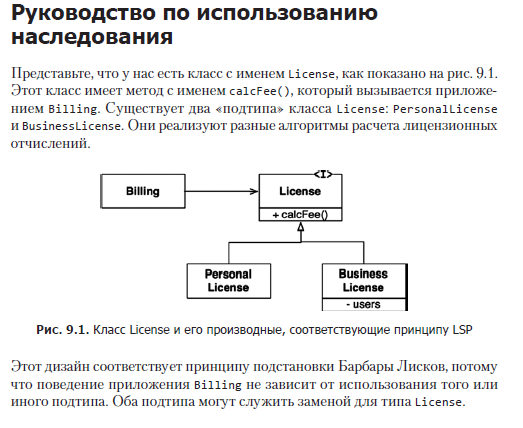 Руководство по использованию
наследования
Представьте, что у нас есть класс с именем License, как показано на рис. 9.1.
Этот класс имеет метод с именем calcFee(), который вызывается приложе-
нием Billing. Существует два «подтипа» класса License: PersonalLicense
и BusinessLicense. Они реализуют разные алгоритмы расчета лицензионных
отчислений.
<I>
Billing
License
+ calcFee()
Personal
License
Business
License
- users
Рис. 9.1. Класс License и его производные, соответствующие принципу LSP
Этот дизайн соответствует принципу подстановки Барбары Лисков, потому
что поведение приложения Billing не зависит от использования того или
иного подтипа. Оба подтипа могут служить заменой для типа License.